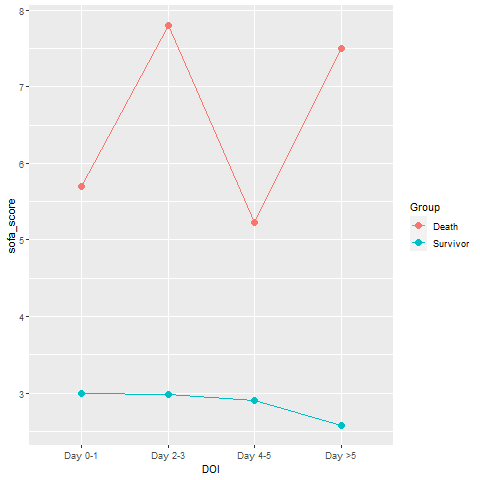 8
7
6
5
4
3
sofa_score
Day 0-1
Day 2-3
Day 4-5
Day >5
DOI
Group
Death
Survivor